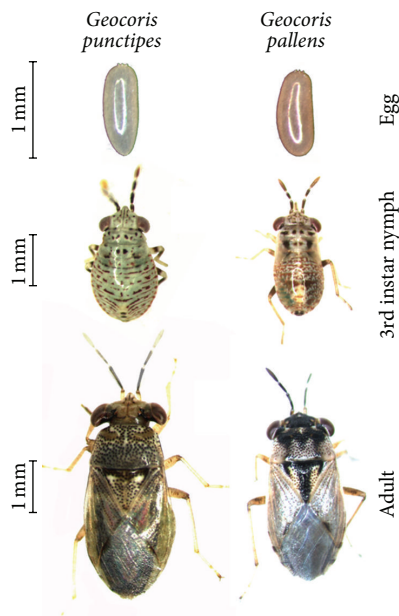 Geocoris
punctipes
Geocoris
pallens
1 mm
Egg
1 mm
3rd instar nymph
1 mm
Adult